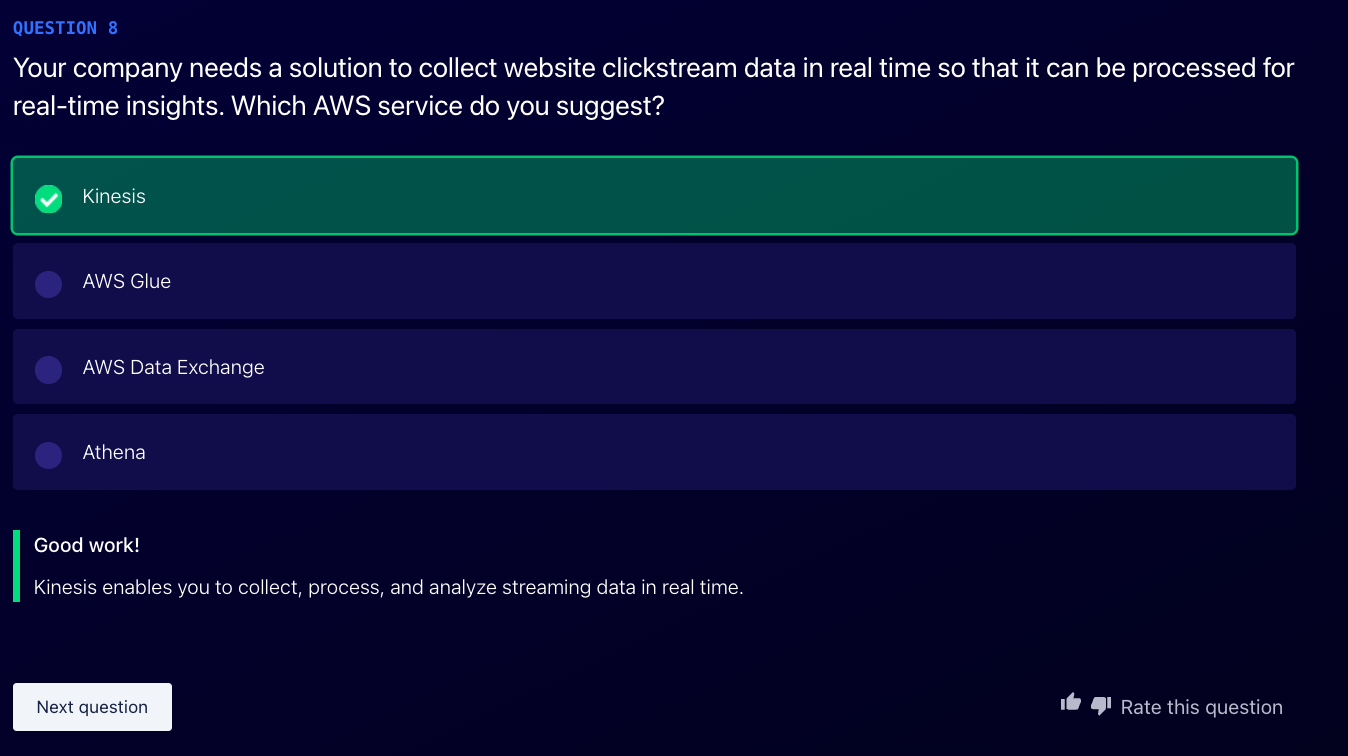 QUESTION 8
Your company needs a solution to collect website clickstream data in real time so that it can be processed for
real-time insights. Which AWS service do you suggest?
Kinesis
AWS Glue
AWS Data Exchange
Athena
Good work!
Kinesis enables you to collect, process, and analyze streaming data in real time.
Next question
Rate this question